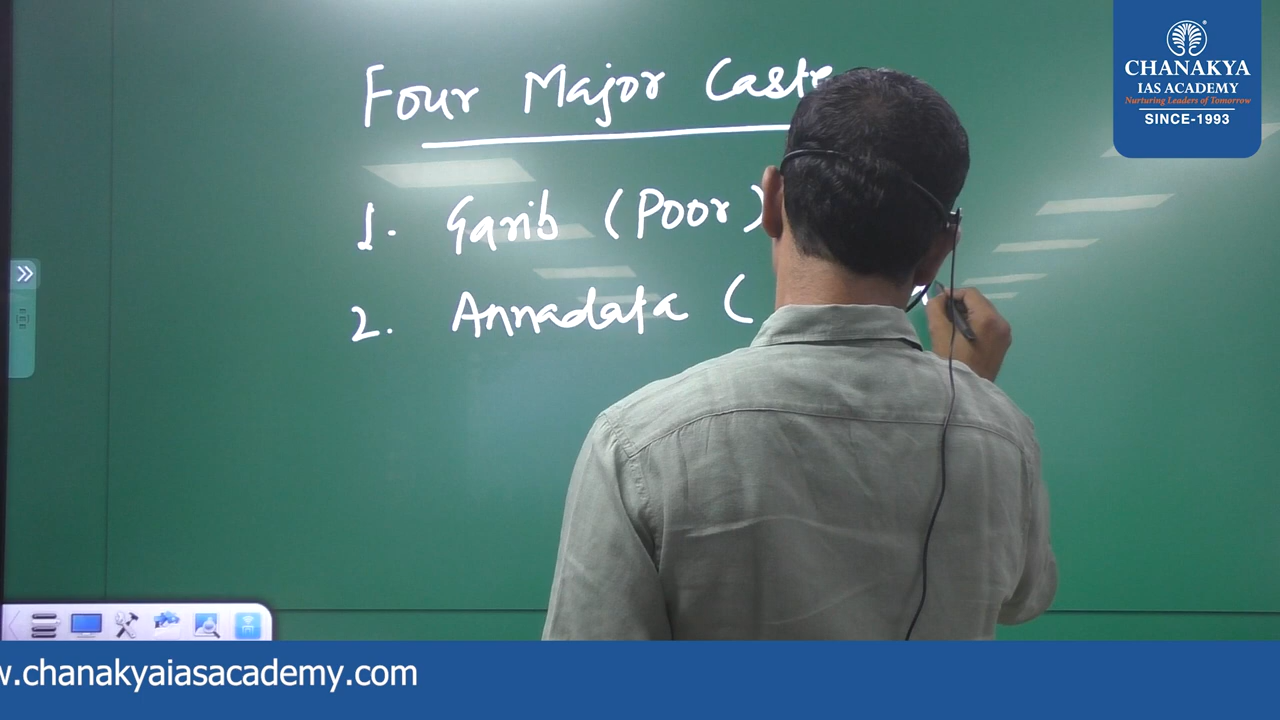 Four Major Caste
1. Garib (Poor)
2. Annadata (
CHANAKYA
IAS ACADEMY
Nurturing Leaders of Tomorrow
SINCE-1993
w.chanakyaiasacademy.com